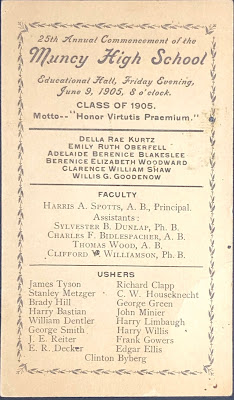 25th Annual Commencement of the
Muncy High School
Educational Hall, Friday Evening,
June 9, 1905, 8 o'clock.
CLASS OF 1905.
Motto--"Honor Virtutis Praemium."
DELLA RAE KURTZ
EMILY RUTH OBERFELL
ADELAIDE BERENICE BLAKESLEE
BERENICE ELIZABETH WOODWARD
CLARENCE WILLIAM SHAW
WILLIS G. GOODENOW
FACULTY
HARRIS A. SPOTTS, A. B., Principal.
Assistants:
SYLVESTER B. DUNLAP, Ph. B.
CHARLES F. BIDLESPACHER, A. B.
THOMAS WOOD, A. B.
CLIFFORD WILLIAMSON, Ph. B.
USHERS
James Tyson Richard Clapp
Stanley Metzger C. W. Houseknecht
Brady Hill George Green
Harry Bastian John Minier
William Dentler Harry Limbaugh
George Smith Harry Willis
J. E. Reiter Frank Gowers
E. R. Decker Edgar Ellis
Clinton Byberg